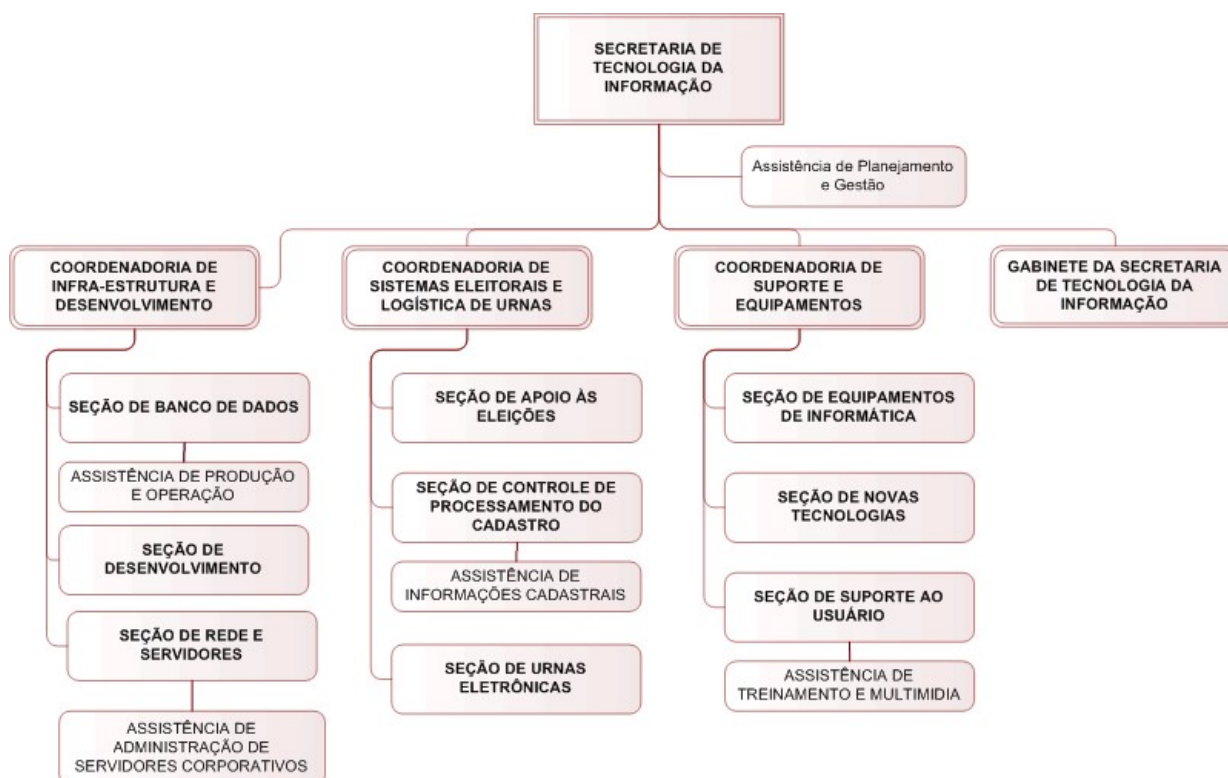 SECRETARIA DE
TECNOLOGIA DA
INFORMAÇÃO
Assistência de Planejamento
e Gestão
COORDENADORIA DE
INFRA-ESTRUTURA E
DESENVOLVIMENTO
COORDENADORIA DE
SISTEMAS ELEITORAIS E
LOGÍSTICA DE URNAS
COORDENADORIA DE
SUPORTE E
EQUIPAMENTOS
GABINETE DA SECRETARIA
DE TECNOLOGIA DA
INFORMAÇÃO
SEÇÃO DE BANCO DE DADOS
ASSISTÊNCIA DE PRODUÇÃO
E OPERAÇÃO
SEÇÃO DE
DESENVOLVIMENTO
SEÇÃO DE REDE E
SERVIDORES
ASSISTÊNCIA DE
ADMINISTRAÇÃO DE
SERVIDORES CORPORATIVOS
SEÇÃO DE APOIO ÀS
ELEIÇÕES
SEÇÃO DE CONTROLE DE
PROCESSAMENTO DO
CADASTRO
ASSISTÊNCIA DE
INFORMAÇÕES CADASTRAIS
SEÇÃO DE URNAS
ELETRÔNICAS
SEÇÃO DE EQUIPAMENTOS
DE INFORMÁTICA
SEÇÃO DE NOVAS
TECNOLOGIAS
SEÇÃO DE SUPORTE AO
USUÁRIO
ASSISTÊNCIA DE
TREINAMENTO E MULTIMIDIA